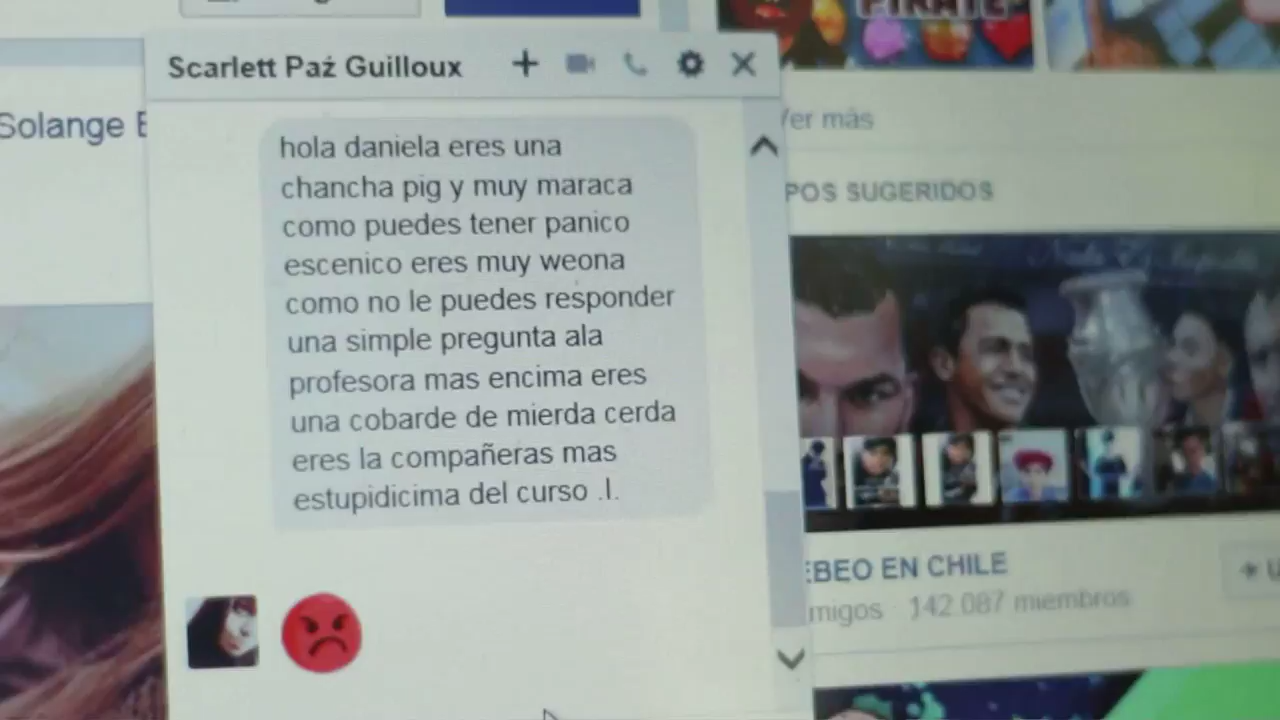 PIRATE
Scarlett Paź Guilloux
Solange
Ver más
hola daniela eres una
chancha pig y muy maraca
como puedes tener panico
escenico eres muy weona
como no le puedes responder
una simple pregunta ala
profesora mas encima eres
una cobarde de mierda cerda
eres la compañeras mas
estupidicima del curso .I.
POS SUGERIDOS
EBEO EN CHILE
migos · 142.087 miembros